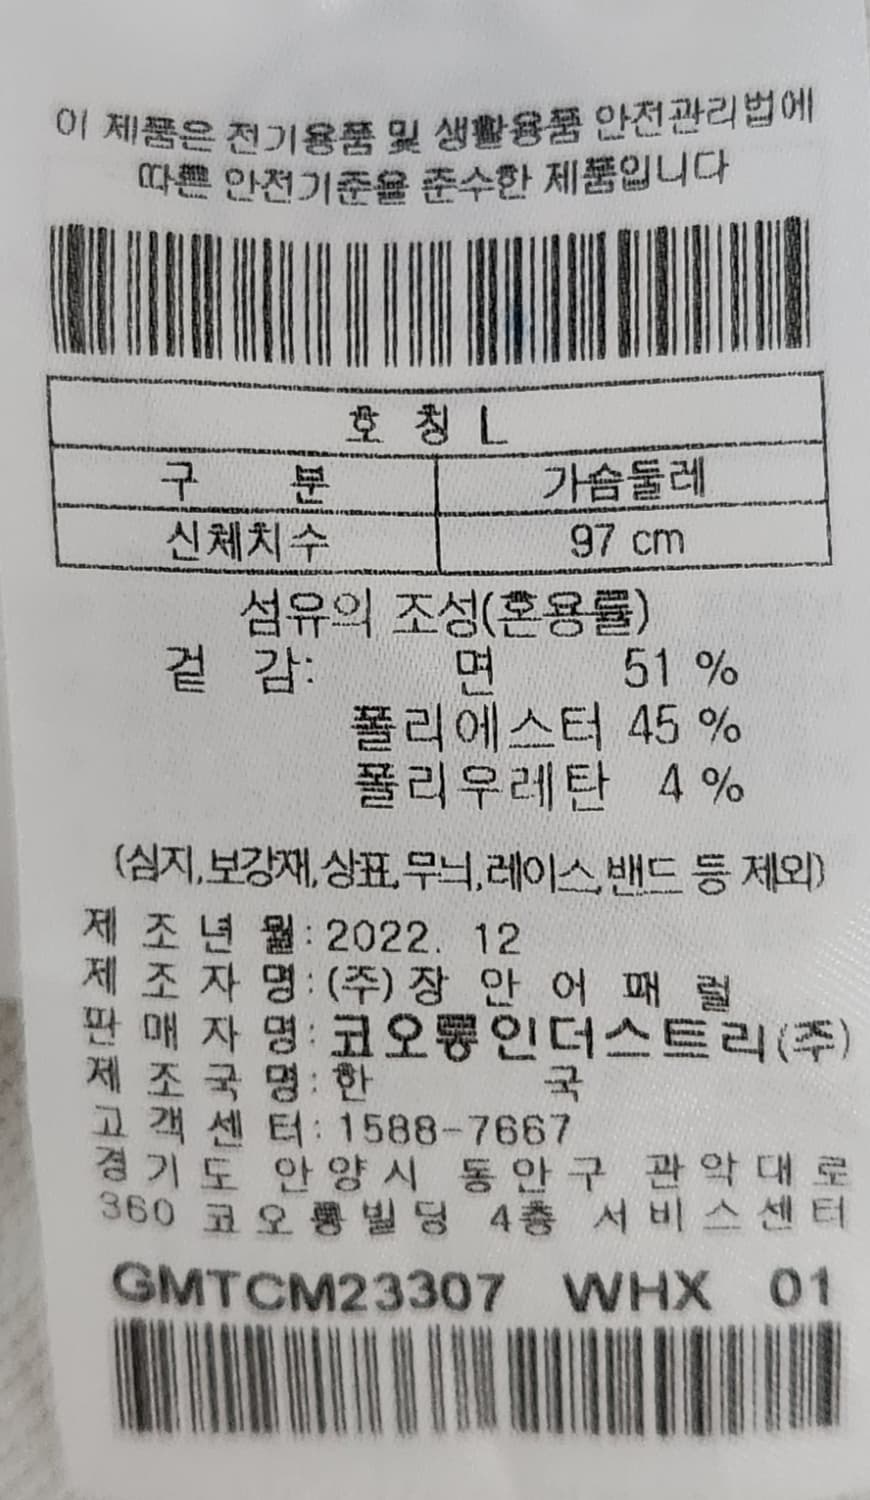 이 제품은 전기용품 및 생활용품 안전관리법에
따른 안전기준을 준수한 제품입니다
호 칭 L
구 분 가슴둘레
신체치수 97 cm
섬유의 조성(혼용률)
겉 감: 면 51 %
폴리에스터 45 %
폴리우레탄 4 %
(심지,보강재,상표,무늬,레이스,밴드 등 제외)
제 조 년 월: 2022. 12
제 조 자 명: (주) 장 안 어 패 럴
판 매 자 명: 코오롱인더스트리(주)
제 조 국 명: 한 국
고 객 센 터: 1588-7667
경기도 안양시 동안구 관악대로
360 코오롱빌딩 4층 서비스센터
GMTCM23307 WHX 01